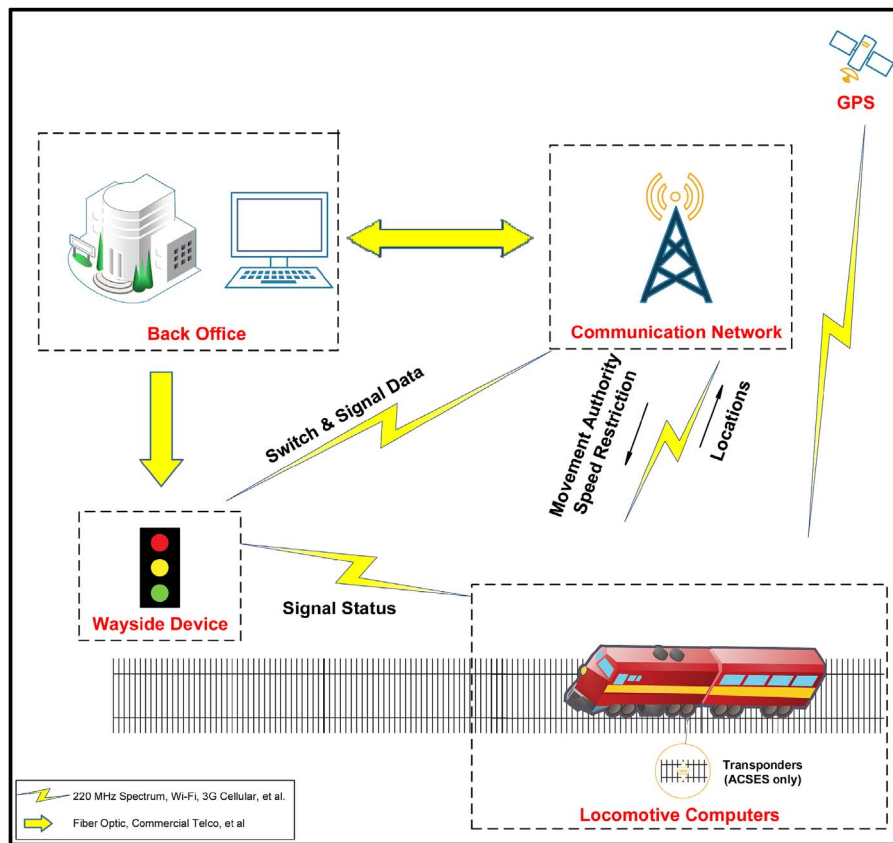 GPS
Back Office
Communication Network
Switch & Signal Data
Movement Authority
Speed Restriction
Locations
Wayside Device
Signal Status
Transponders
(ACSES only)
Locomotive Computers
220 MHz Spectrum, Wi-Fi, 3G Cellular, et al.
Fiber Optic, Commercial Telco, et al